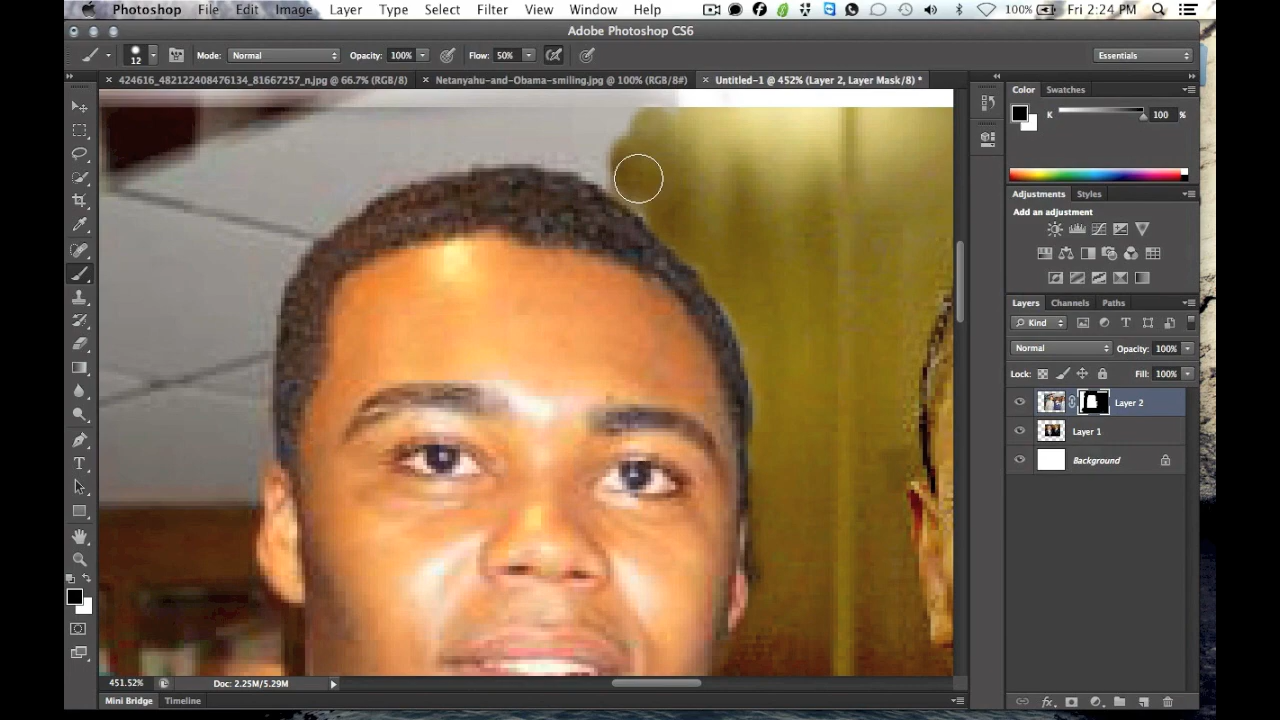 Photoshop File Edit Image Layer Type Select Filter View Window Help 100% Fri 2:24 PM
Adobe Photoshop CS6
12 Mode: Normal Opacity: 100% Flow: 50% Essentials
424616_482122408476134_81667257_n.jpg @ 66.7% (RGB/8) Netanyahu-and-Obama-smiling.jpg @ 100% (RGB/8#) Untitled-1 @ 452% (Layer 2, Layer Mask/8) *
Color Swatches
K 100 %
Adjustments Styles
Add an adjustment
Layers Channels Paths
Kind
Normal Opacity: 100%
Lock: Fill: 100%
Layer 2
Layer 1
Background
451.52% Doc: 2.25M/5.29M
Mini Bridge Timeline